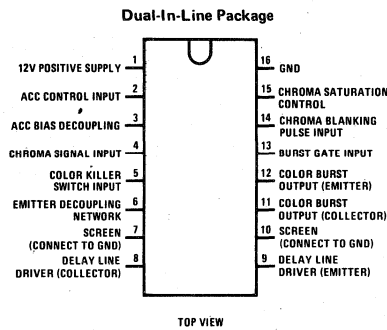 Dual-In-Line Package
12V POSITIVE SUPPLY 1
16 GND
ACC CONTROL INPUT 2
15 CHROMA SATURATION
CONTROL
ACC BIAS DECOUPLING 3
14 CHROMA BLANKING
PULSE INPUT
CHROMA SIGNAL INPUT 4
13 BURST GATE INPUT
COLOR KILLER
SWITCH INPUT 5
12 COLOR BURST
OUTPUT (EMITTER)
EMITTER DECOUPLING
NETWORK 6
11 COLOR BURST
OUTPUT (COLLECTOR)
SCREEN
(CONNECT TO GND) 7
10 SCREEN
(CONNECT TO GND)
DELAY LINE
DRIVER (COLLECTOR) 8
9 DELAY LINE
DRIVER (EMITTER)
TOP VIEW